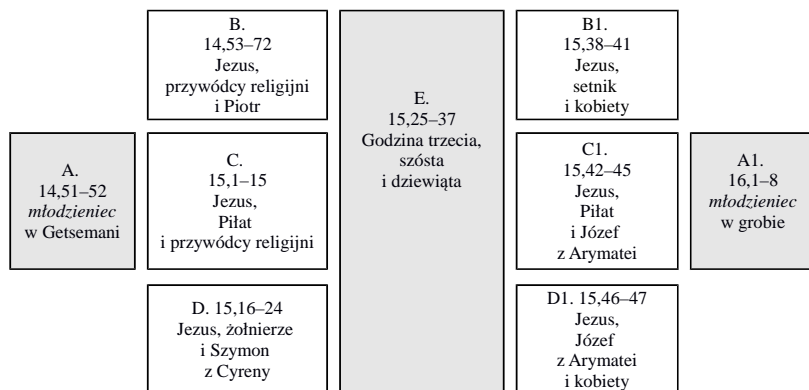 B.
14,53–72
Jezus,
przywódcy religijni
i Piotr
A.
14,51–52
młodzieniec
w Getsemani
C.
15,1–15
Jezus,
Piłat
i przywódcy religijni
D. 15,16–24
Jezus, żołnierze
i Szymon
z Cyreny
E.
15,25–37
Godzina trzecia,
szósta
i dziewiąta
B1.
15,38–41
Jezus,
setnik
i kobiety
C1.
15,42–45
Jezus,
Piłat
i Józef
z Arymatei
D1. 15,46–47
Jezus,
Józef
z Arymatei
i kobiety
A1.
16,1–8
młodzieniec
w grobie